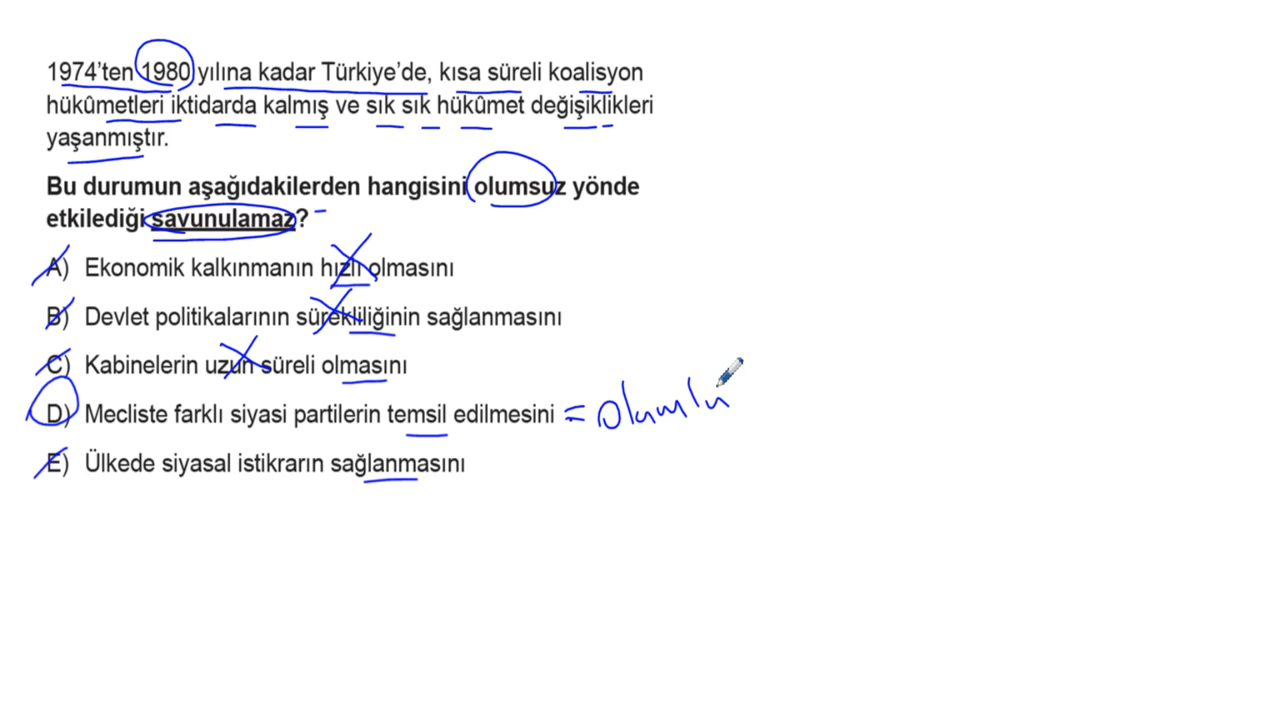 1974'ten 1980 yılına kadar Türkiye'de, kısa süreli koalisyon
hükûmetleri iktidarda kalmış ve sık sık hükûmet değişiklikleri
yaşanmıştır.
Bu durumun aşağıdakilerden hangisini olumsuz yönde
etkilediği savunulamaz?
A) Ekonomik kalkınmanın hızlı olmasını
B) Devlet politikalarının sürekliliğinin sağlanmasını
C) Kabinelerin uzun süreli olmasını
D) Mecliste farklı siyasi partilerin temsil edilmesini = olumlu
E) Ülkede siyasal istikrarın sağlanmasını